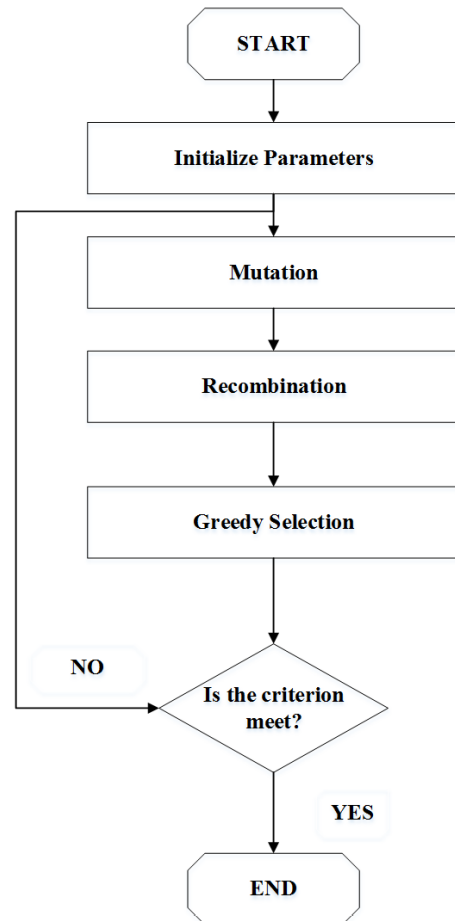 START
Initialize Parameters
Mutation
Recombination
Greedy Selection
NO
Is the criterion
meet?
YES
END